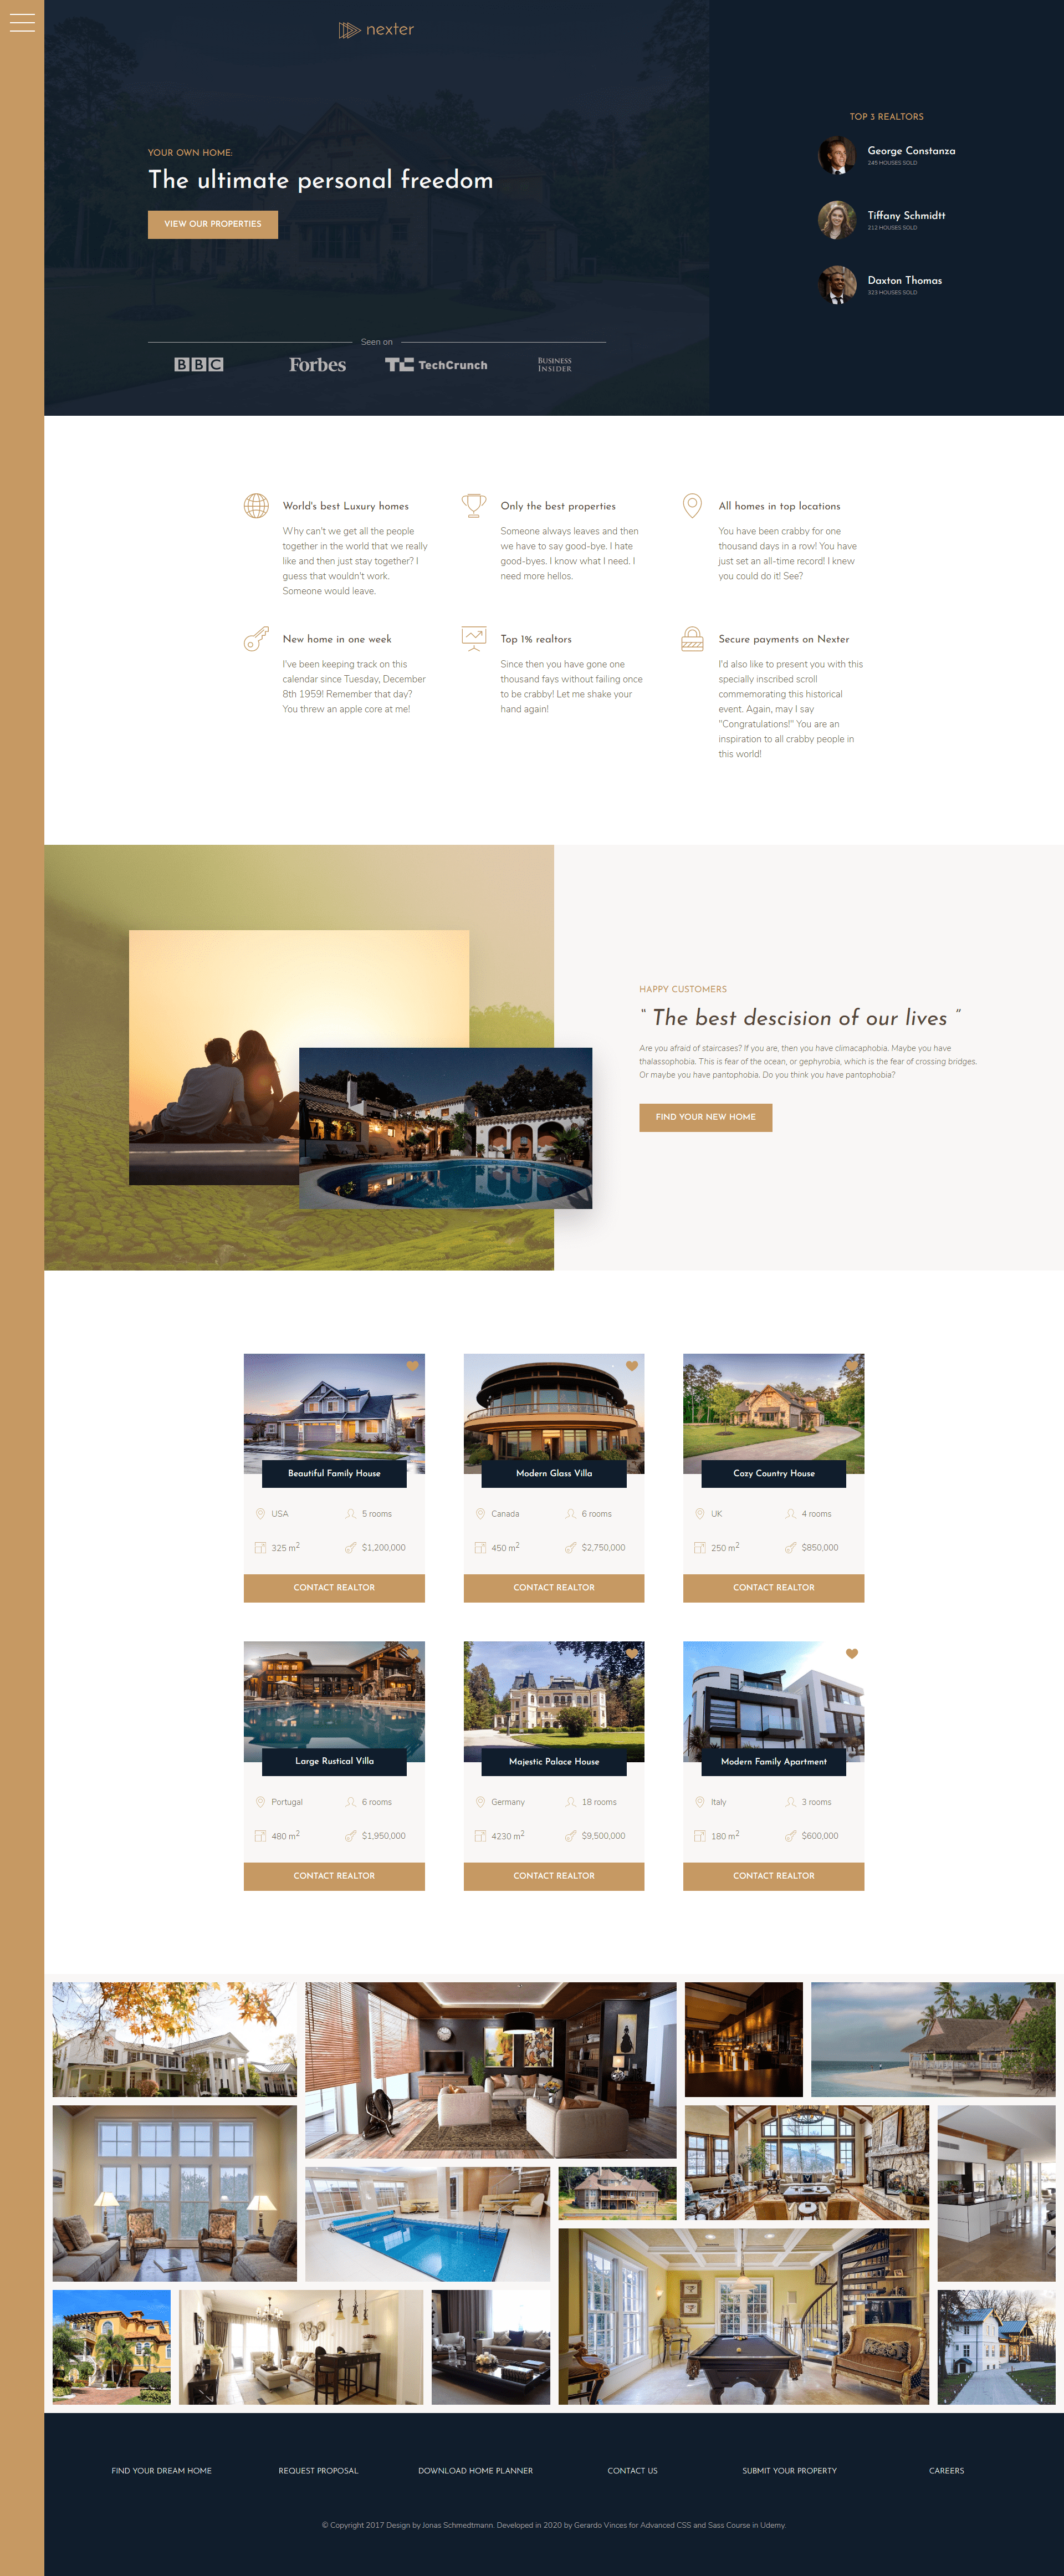 nexter
YOUR OWN HOME:
The ultimate personal freedom
VIEW OUR PROPERTIES
Seen on
BBC
Forbes
TC TechCrunch
BUSINESS
INSIDER
TOP 3 REALTORS
George Constanza
245 HOUSES SOLD
Tiffany Schmidtt
212 HOUSES SOLD
Daxton Thomas
323 HOUSES SOLD
World's best Luxury homes
Why can't we get all the people
together in the world that we really
like and then just stay together? I
guess that wouldn't work.
Someone would leave.
Only the best properties
Someone always leaves and then
we have to say good-bye. I hate
good-byes. I know what I need. I
need more hellos.
All homes in top locations
You have been crabby for one
thousand days in a row! You have
just set an all-time record! I knew
you could do it! See?
New home in one week
I've been keeping track on this
calendar since Tuesday, December
8th 1959! Remember that day?
You threw an apple core at me!
Top 1% realtors
Since then you have gone one
thousand fays without failing once
to be crabby! Let me shake your
hand again!
Secure payments on Nexter
I'd also like to present you with this
specially inscribed scroll
commemorating this historical
event. Again, may I say
"Congratulations!" You are an
inspiration to all crabby people in
this world!
HAPPY CUSTOMERS
“ The best descision of our lives ”
Are you afraid of staircases? If you are, then you have climacaphobia. Maybe you have
thalassophobia. This is fear of the ocean, or gephyrobia, which is the fear of crossing bridges.
Or maybe you have pantophobia. Do you think you have pantophobia?
FIND YOUR NEW HOME
Beautiful Family House
USA
5 rooms
325 m²
$1,200,000
CONTACT REALTOR
Modern Glass Villa
Canada
6 rooms
450 m²
$2,750,000
CONTACT REALTOR
Cozy Country House
UK
4 rooms
250 m²
$850,000
CONTACT REALTOR
Large Rustical Villa
Portugal
6 rooms
480 m²
$1,950,000
CONTACT REALTOR
Majestic Palace House
Germany
18 rooms
4230 m²
$9,500,000
CONTACT REALTOR
Modern Family Apartment
Italy
3 rooms
180 m²
$600,000
CONTACT REALTOR
FIND YOUR DREAM HOME
REQUEST PROPOSAL
DOWNLOAD HOME PLANNER
CONTACT US
SUBMIT YOUR PROPERTY
CAREERS
© Copyright 2017 Design by Jonas Schmedtmann. Developed in 2020 by Gerardo Vinces for Advanced CSS and Sass Course in Udemy.